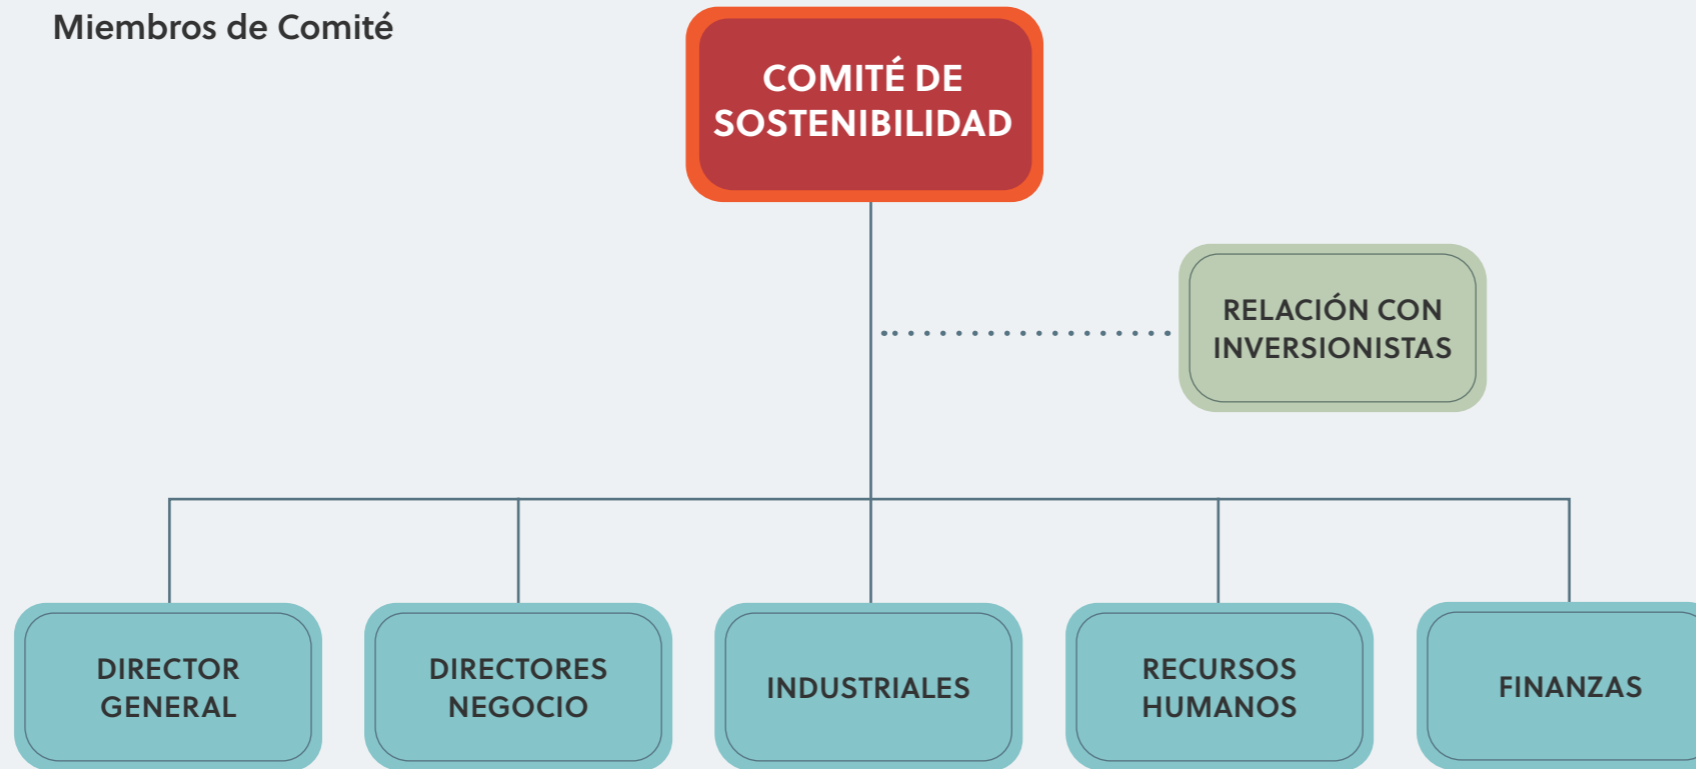 Miembros de Comité
COMITÉ DE
SOSTENIBILIDAD
RELACIÓN CON
INVERSIONISTAS
DIRECTOR
GENERAL
DIRECTORES
NEGOCIO
INDUSTRIALES
RECURSOS
HUMANOS
FINANZAS